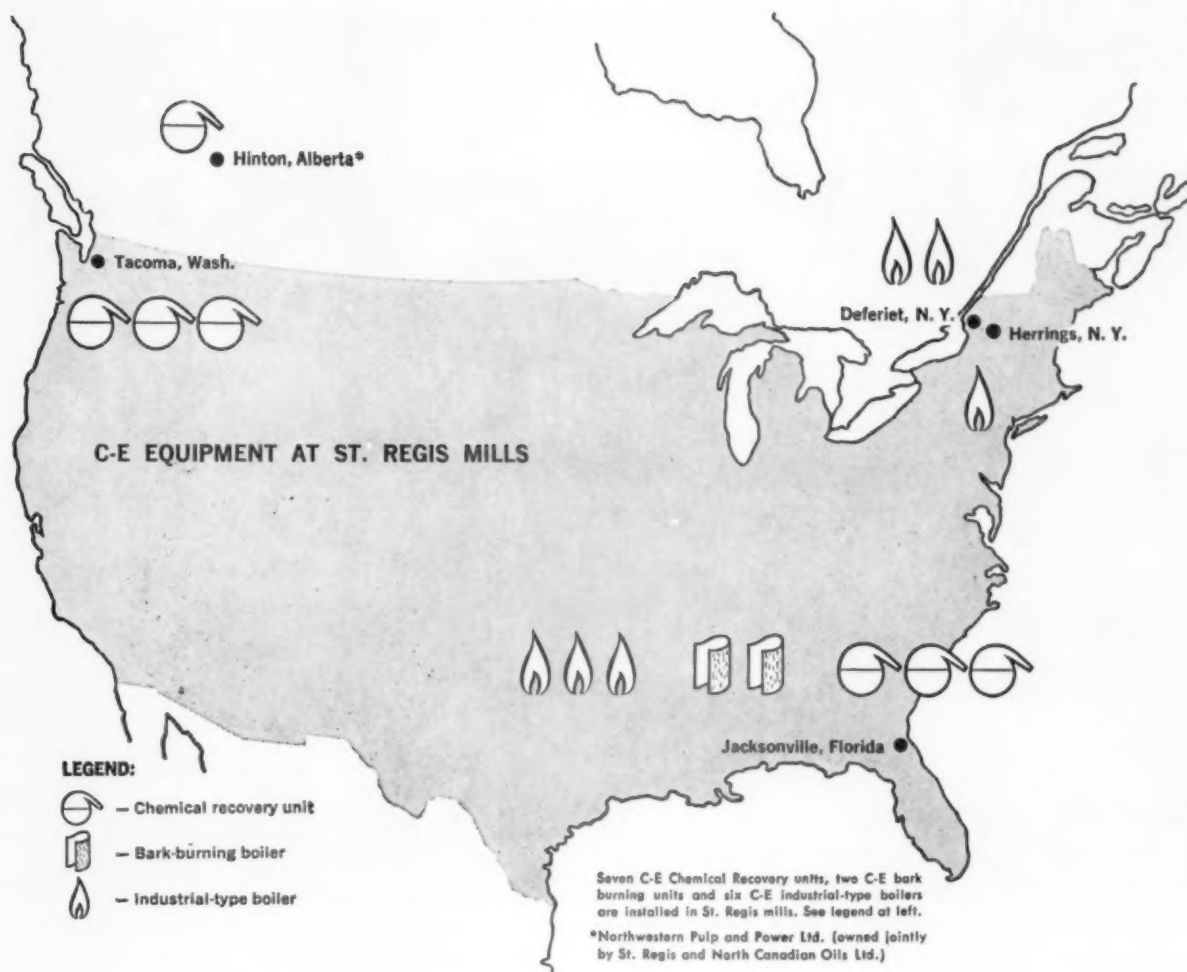 Hinton, Alberta*
Tacoma, Wash.
Deferiet, N. Y.
Herrings, N. Y.
C-E EQUIPMENT AT ST. REGIS MILLS
Jacksonville, Florida
LEGEND:
– Chemical recovery unit
– Bark-burning boiler
– Industrial-type boiler
Seven C-E Chemical Recovery units, two C-E bark
burning units and six C-E industrial-type boilers
are installed in St. Regis mills. See legend at left.
*Northwestern Pulp and Power Ltd. (owned jointly
by St. Regis and North Canadian Oils Ltd.)